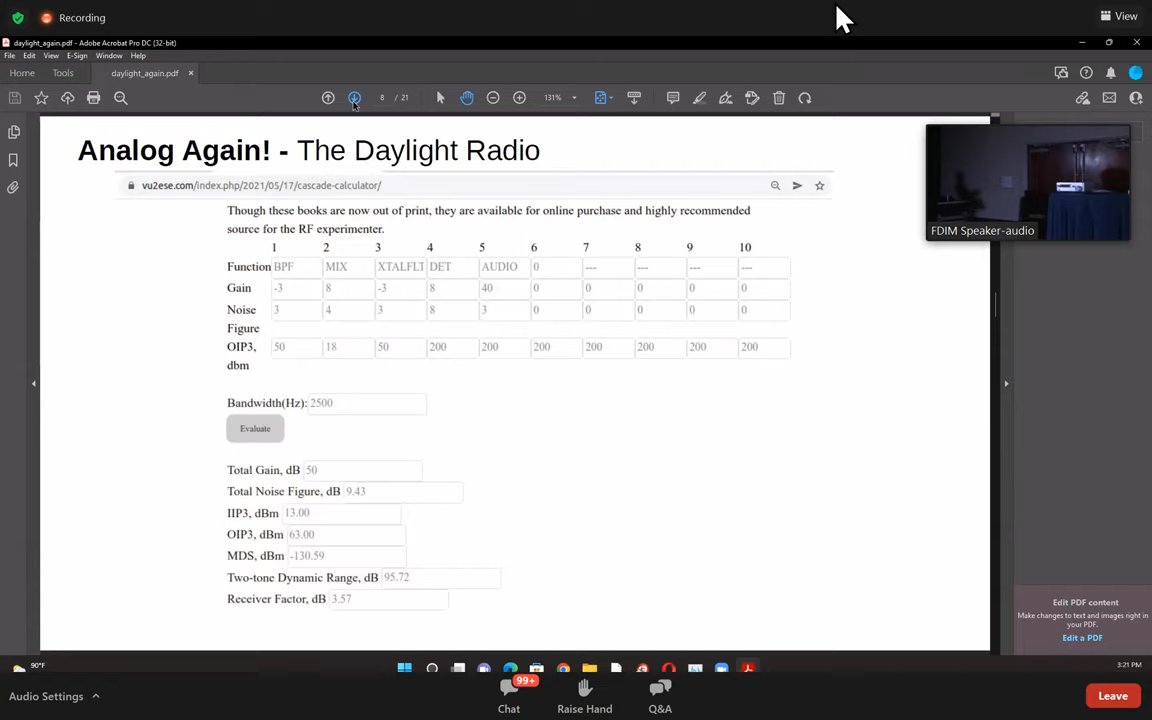 Recording
View
daylight_again.pdf - Adobe Acrobat Pro DC (32-bit)
File Edit View E-Sign Window Help
Home Tools daylight_again.pdf ×
8 / 21 131%
Analog Again! - The Daylight Radio
vu2ese.com/index.php/2021/05/17/cascade-calculator/
FDIM Speaker-audio
Though these books are now out of print, they are available for online purchase and highly recommended
source for the RF experimenter.
1 2 3 4 5 6 7 8 9 10
Function BPF MIX XTALFLT DET AUDIO 0 --- --- --- ---
Gain -3 8 -3 8 40 0 0 0 0 0
Noise 3 4 3 8 3 0 0 0 0 0
Figure
OIP3, 50 18 50 200 200 200 200 200 200 200
dbm
Bandwidth(Hz): 2500
Evaluate
Total Gain, dB 50
Total Noise Figure, dB 9.43
IIP3, dBm 13.00
OIP3, dBm 63.00
MDS, dBm -130.59
Two-tone Dynamic Range, dB 95.72
Receiver Factor, dB 3.57
Edit PDF content
Make changes to text and images right in
your PDF.
Edit a PDF
90°F
3:21 PM
Audio Settings
99+
Chat
Raise Hand
Q&A
Leave